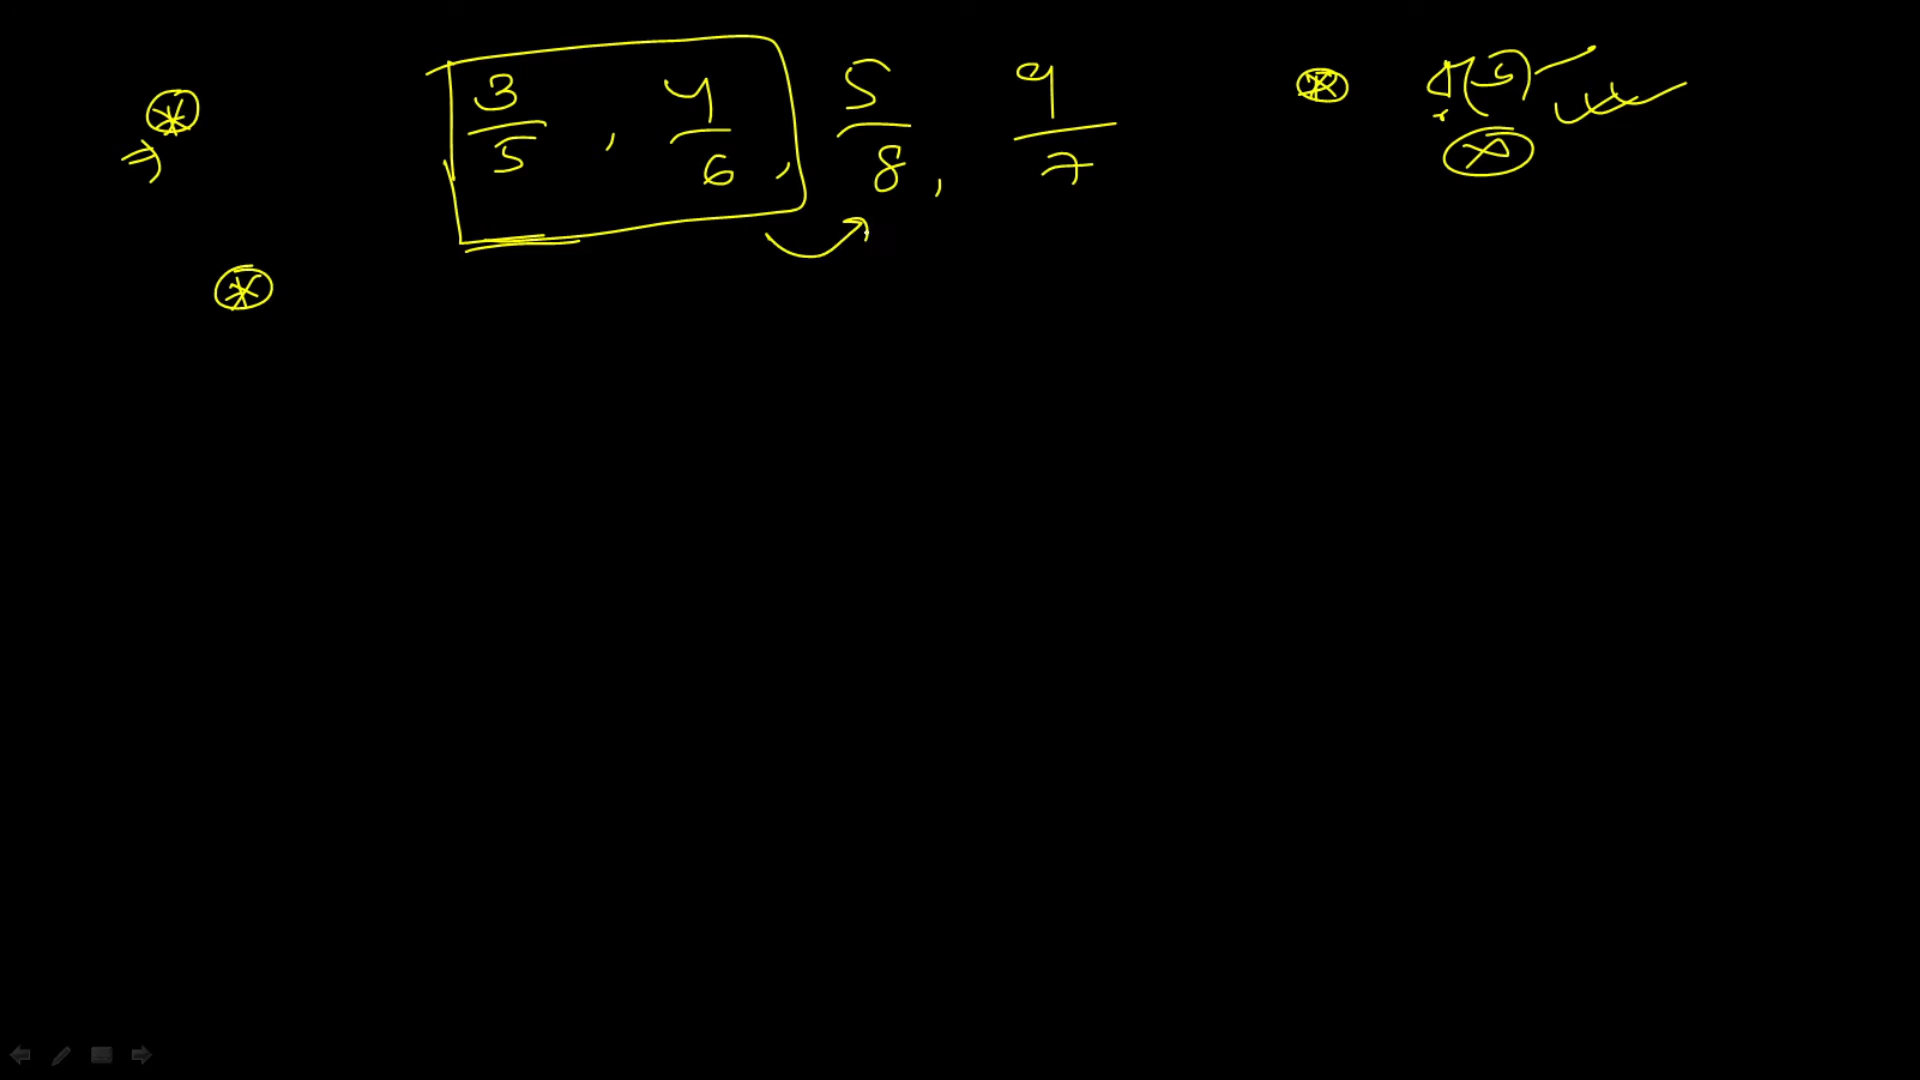 3/5 , 4/6 , 5/8 , 9/7